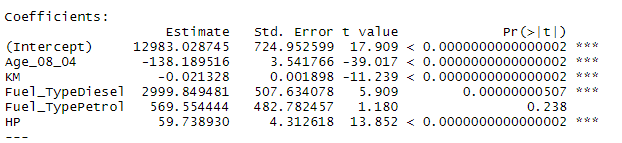 Coefficients:
                  Estimate   Std. Error t value             Pr(>|t|)
(Intercept)   12983.028745   724.952599  17.909 < 0.0000000000000002 ***
Age_08_04      -138.189516     3.541766 -39.017 < 0.0000000000000002 ***
KM               -0.021328     0.001898 -11.239 < 0.0000000000000002 ***
Fuel_TypeDiesel 2999.849481   507.634078   5.909        0.00000000507 ***
Fuel_TypePetrol  569.554444   482.782457   1.180                0.238
HP               59.738930     4.312618  13.852 < 0.0000000000000002 ***
---